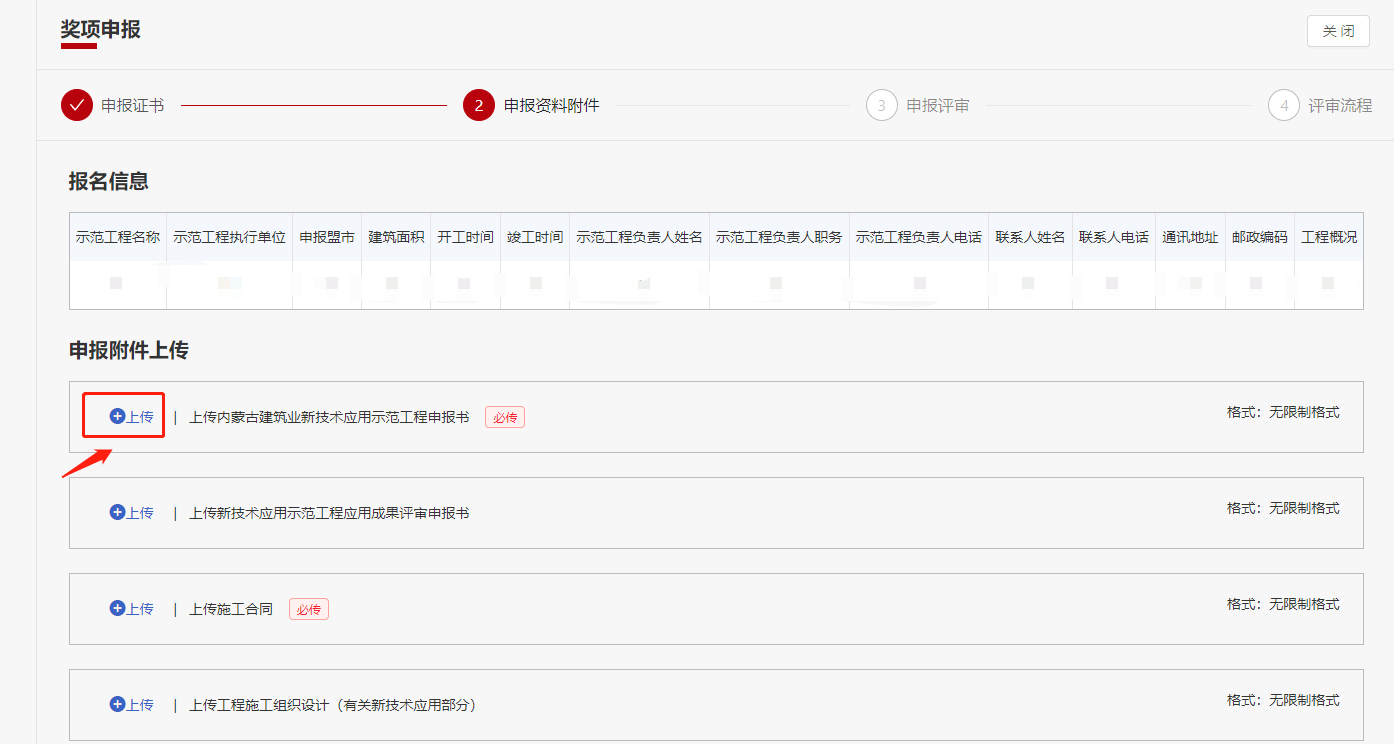 奖项申报
关 闭
申报证书
2 申报资料附件
3 申报评审
4 评审流程
报名信息
示范工程名称 示范工程执行单位 申报盟市 建筑面积 开工时间 竣工时间 示范工程负责人姓名 示范工程负责人职务 示范工程负责人电话 联系人姓名 联系人电话 通讯地址 邮政编码 工程概况
申报附件上传
上传 | 上传内蒙古建筑业新技术应用示范工程申报书 必传 格式：无限制格式
上传 | 上传新技术应用示范工程应用成果评审申报书 格式：无限制格式
上传 | 上传施工合同 必传 格式：无限制格式
上传 | 上传工程施工组织设计（有关新技术应用部分） 格式：无限制格式